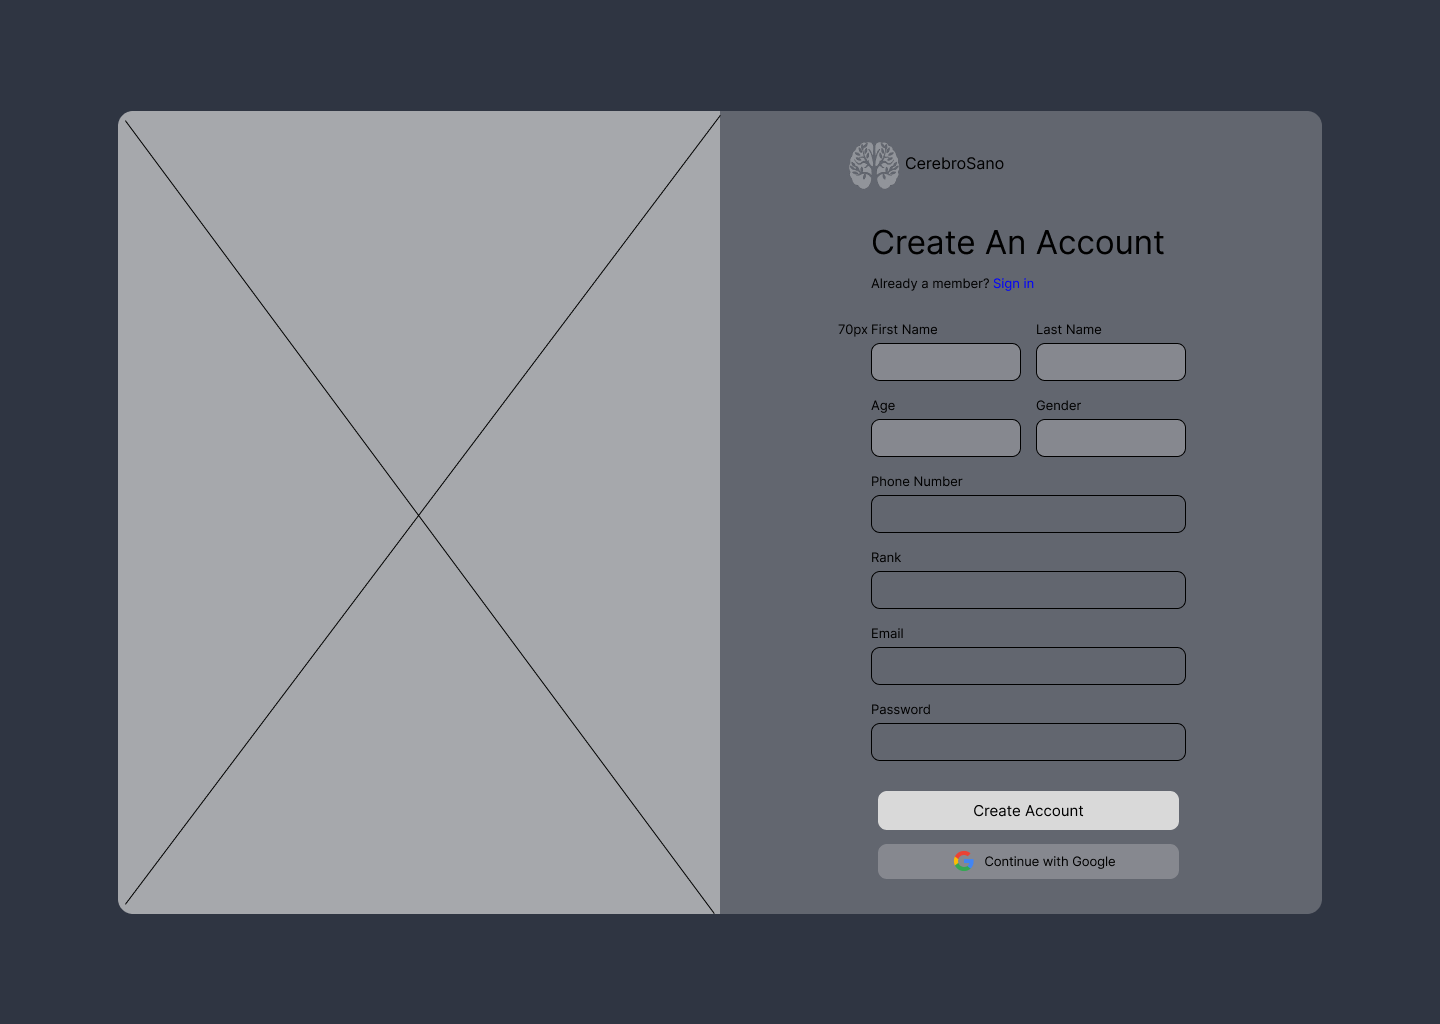 CerebroSano
Create An Account
Already a member? Sign in
70px First Name
Last Name
Age
Gender
Phone Number
Rank
Email
Password
Create Account
Continue with Google